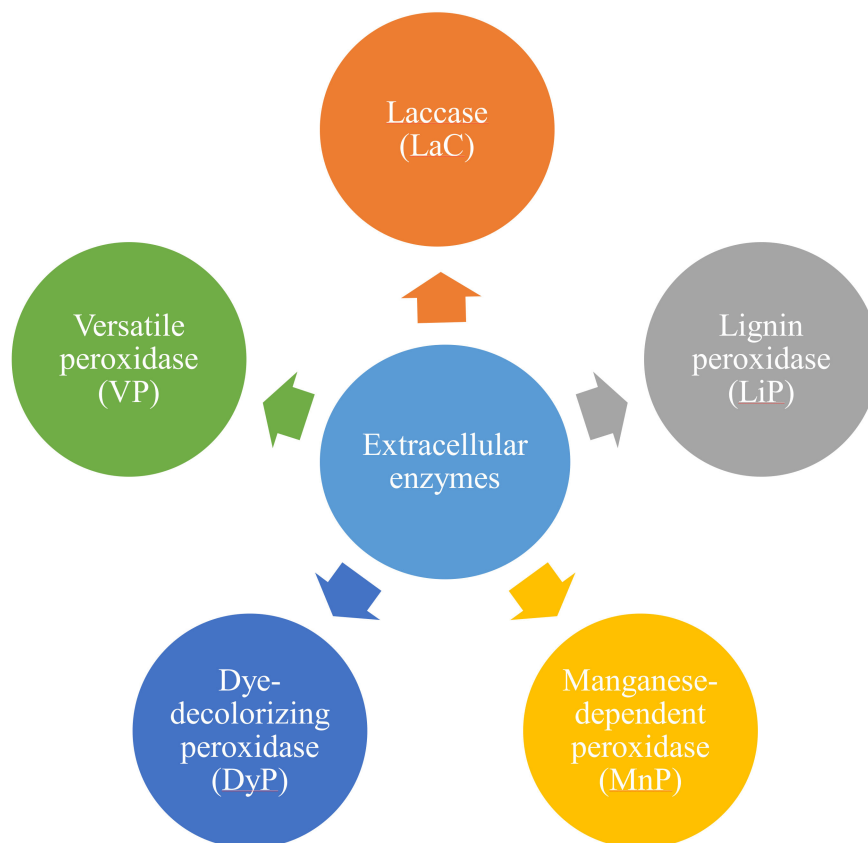 Laccase
(LaC)
Versatile
peroxidase
(VP)
Lignin
peroxidase
(LiP)
Extracellular
enzymes
Dye-
decolorizing
peroxidase
(DyP)
Manganese-
dependent
peroxidase
(MnP)